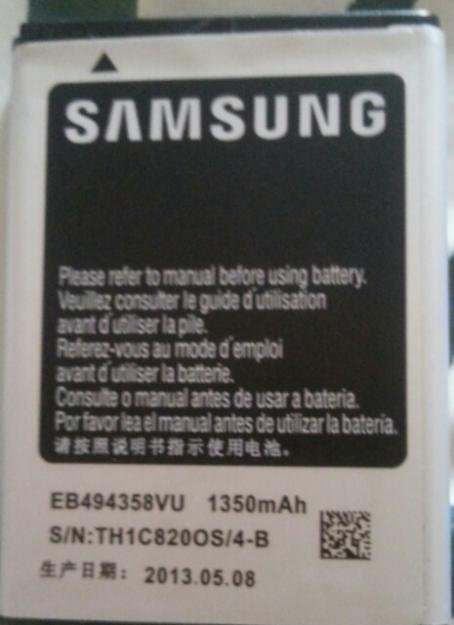 SAMSUNG
Please refer to manual before using battery.
Veuillez consulter le guide d'utilisation
avant d'utiliser la pile.
Referez-vous au mode d'emploi
avant d'utiliser la batterie.
Consulte o manual antes de usar a bateria.
Por favor lea el manual antes de utilizar la bateria.
请按照说明书指示使用电池。
EB494358VU 1350mAh
S/N:TH1C820OS/4-B
生产日期: 2013.05.08